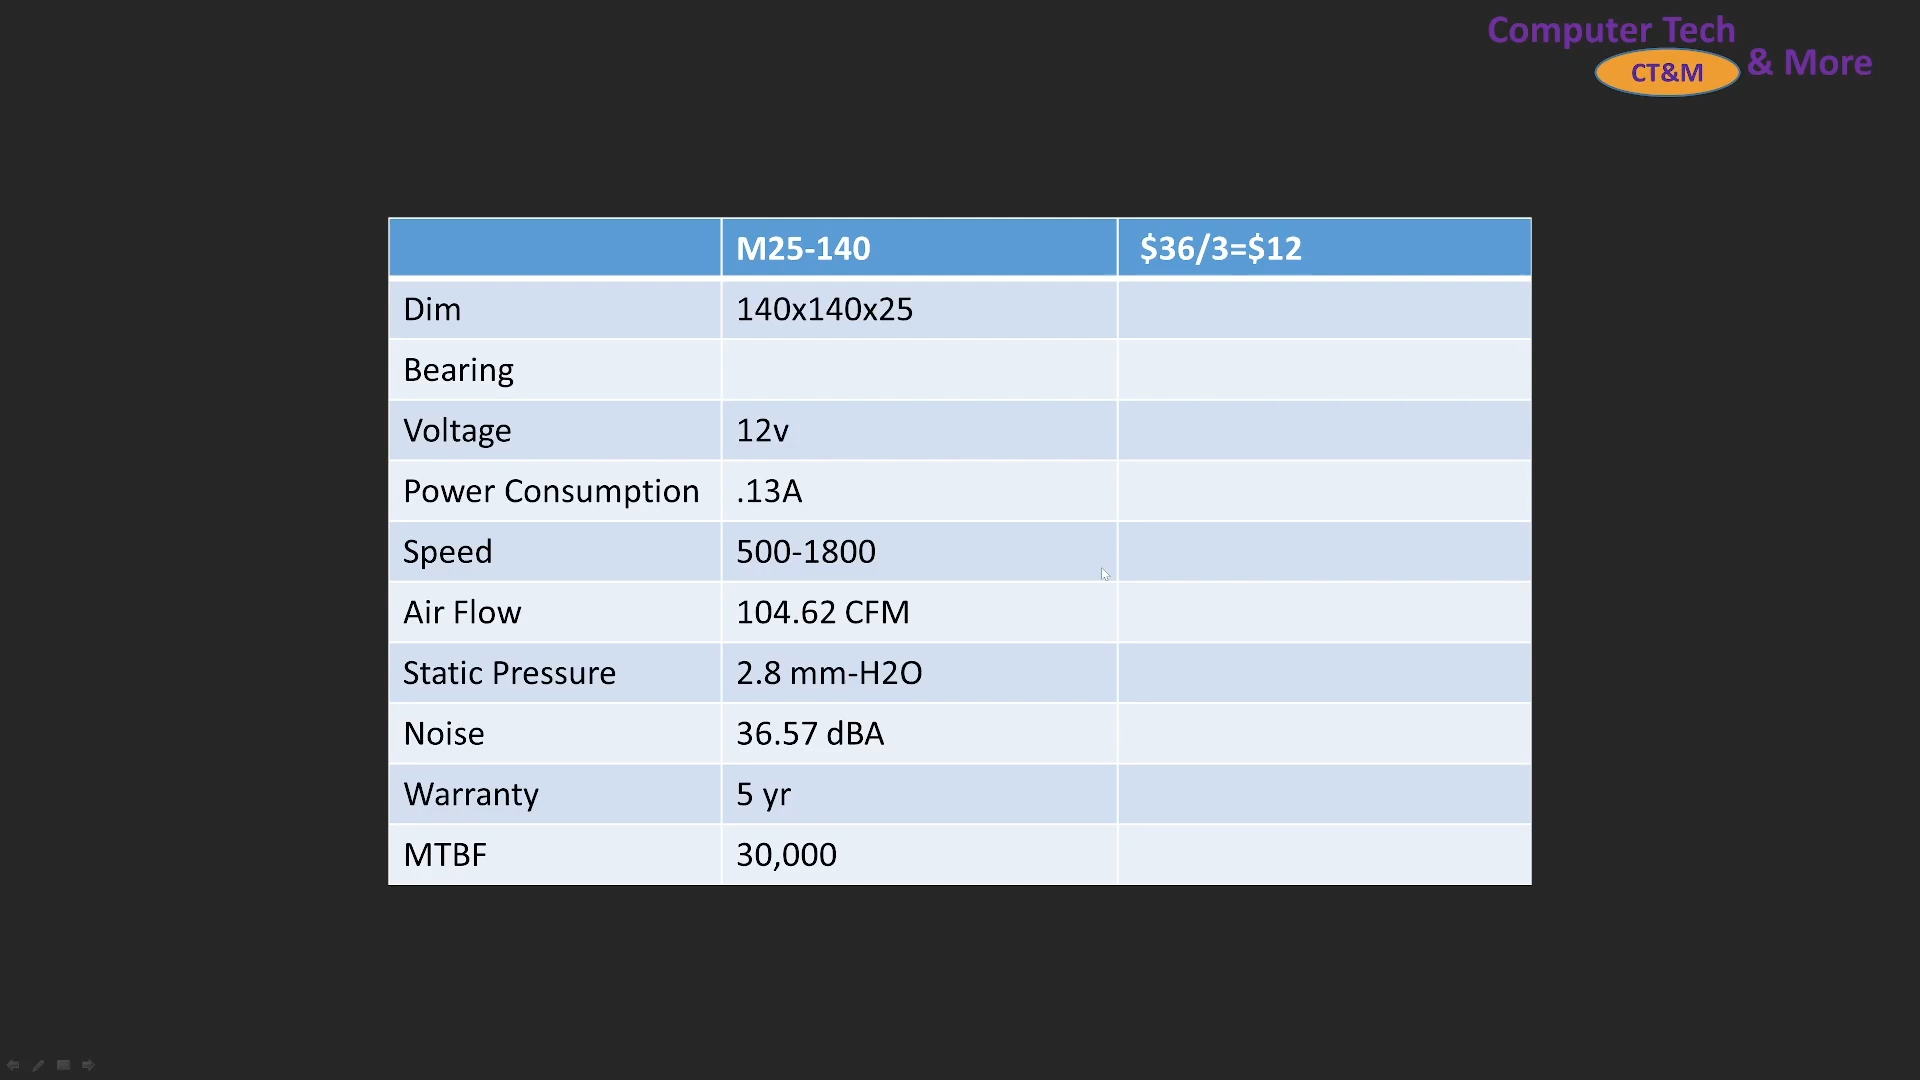 Computer Tech
& More
CT&M
M25-140 $36/3=$12
Dim 140x140x25
Bearing
Voltage 12v
Power Consumption .13A
Speed 500-1800
Air Flow 104.62 CFM
Static Pressure 2.8 mm-H2O
Noise 36.57 dBA
Warranty 5 yr
MTBF 30,000